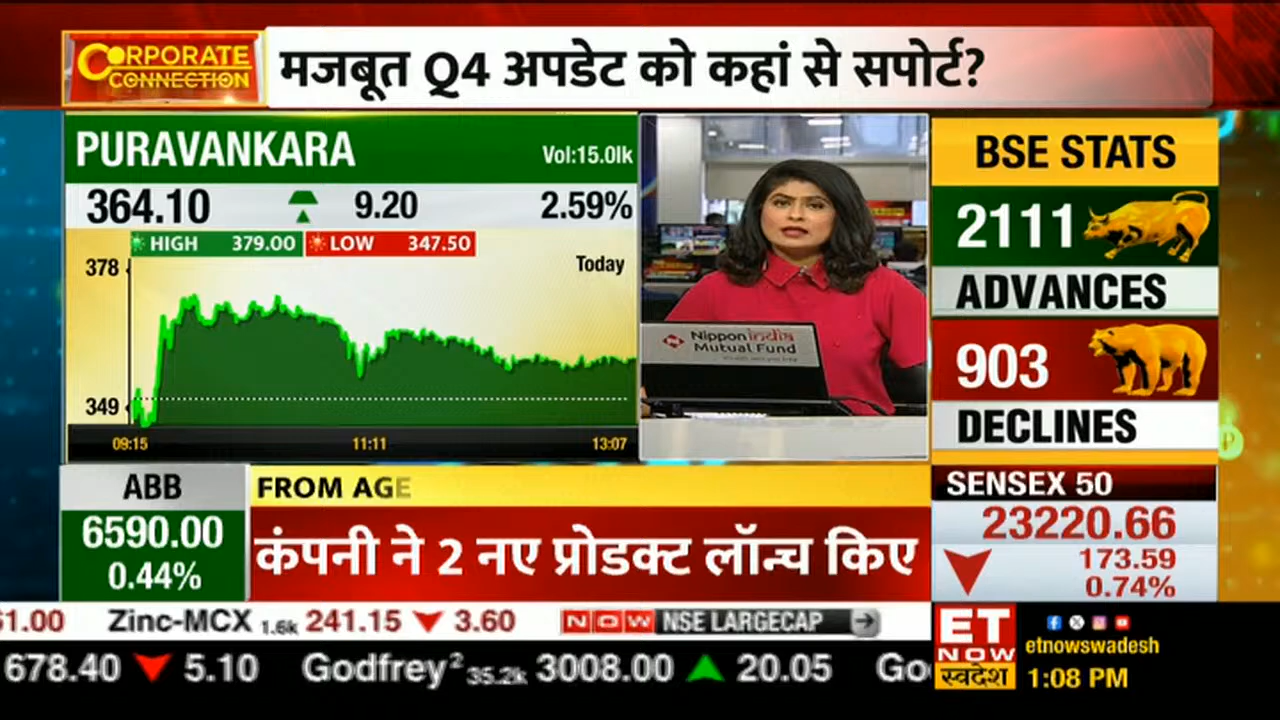 CORPORATE
CONNECTION
मजबूत Q4 अपडेट को कहां से सपोर्ट?
PURAVANKARA
Vol:15.0lk
364.10 9.20 2.59%
HIGH 379.00 LOW 347.50
378
Today
349
09:15 11:11 13:07
Nippon india
Mutual Fund
BSE STATS
2111
ADVANCES
903
DECLINES
ABB
6590.00
0.44%
FROM AGE
कंपनी ने 2 नए प्रोडक्ट लॉन्च किए
SENSEX 50
23220.66
173.59
0.74%
61.00 Zinc-MCX 1.6k 241.15 3.60 NOW NSE LARGECAP
678.40 5.10 Godfrey2 35.2k 3008.00 20.05 Go
ET
NOW
स्वदेश
etnowswadesh
1:08 PM